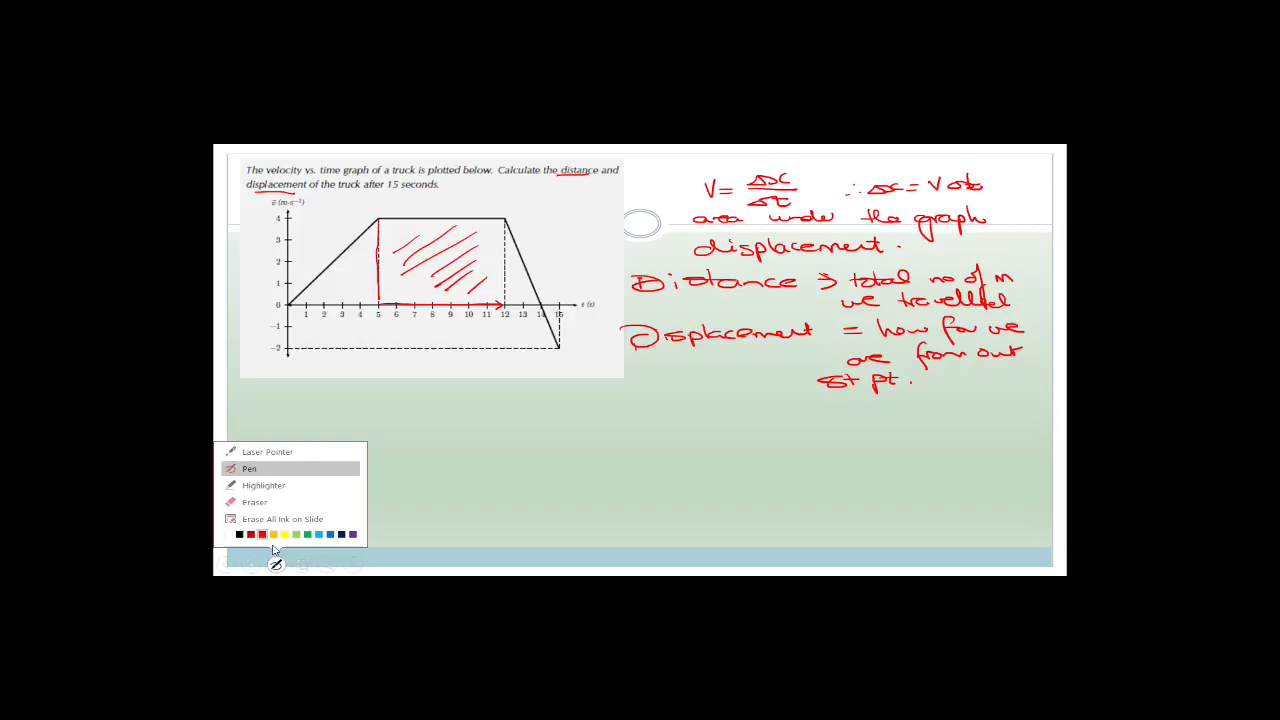 The velocity vs. time graph of a truck is plotted below. Calculate the distance and
displacement of the truck after 15 seconds.
v (m·s⁻¹)
4
3
2
1
0
−1
−2
1 2 3 4 5 6 7 8 9 10 11 12 13 14 15
t (s)
V = Δx/Δt ∴ Δx = VΔt
area under the graph
displacement.
Distance → total no of m
we travelled
Displacement = how far we
are from our
st pt.
Laser Pointer
Pen
Highlighter
Eraser
Erase All Ink on Slide